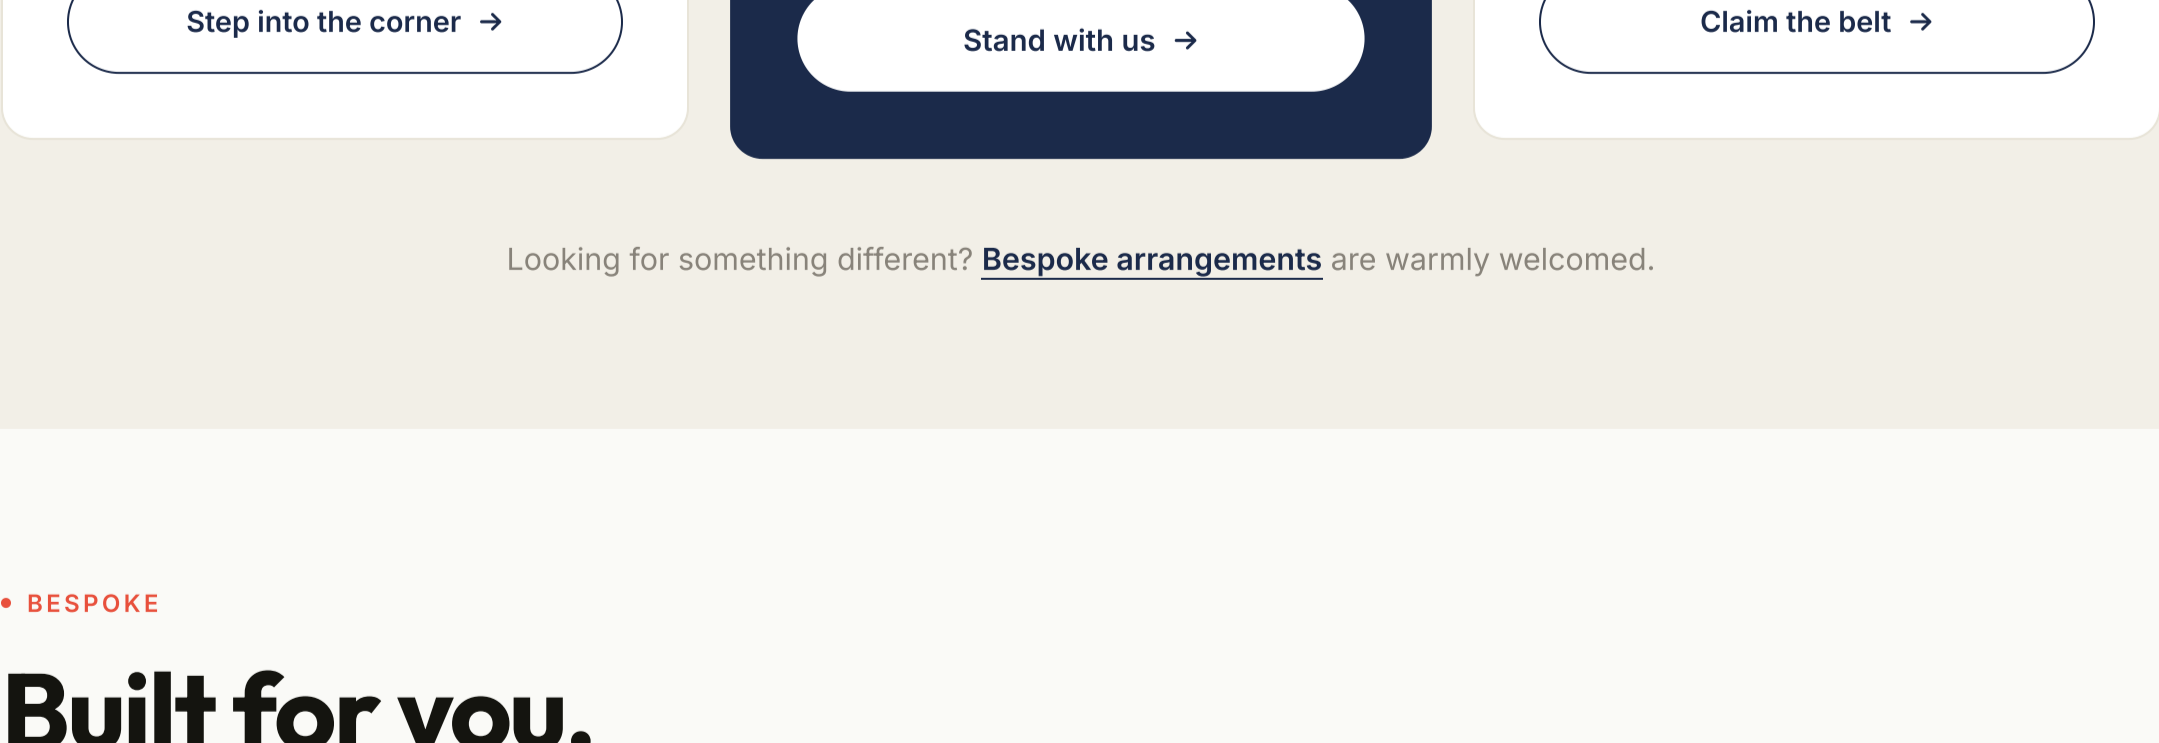 Step into the corner →
Stand with us →
Claim the belt →
Looking for something different? Bespoke arrangements are warmly welcomed.
• BESPOKE
Built for you.